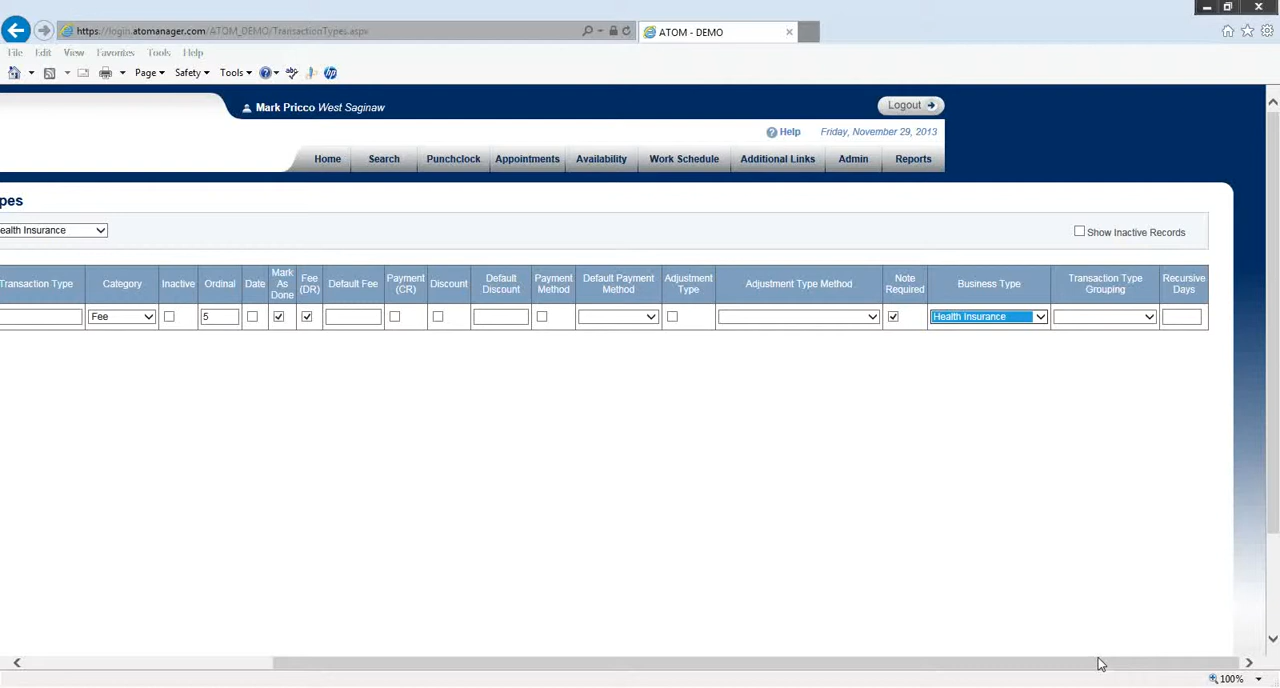 https://login.atomanager.com/ATOM_DEMO/TransactionTypes.aspx
ATOM - DEMO
File Edit View Favorites Tools Help
Page Safety Tools
Mark Pricco West Saginaw
Logout
Help Friday, November 29, 2013
Home Search Punchclock Appointments Availability Work Schedule Additional Links Admin Reports
pes
ealth Insurance
Show Inactive Records
Transaction Type Category Inactive Ordinal Date Mark As Done Fee (DR) Default Fee Payment (CR) Discount Default Discount Payment Method Default Payment Method Adjustment Type Adjustment Type Method Note Required Business Type Transaction Type Grouping Recursive Days
Fee 5 Health Insurance
100%